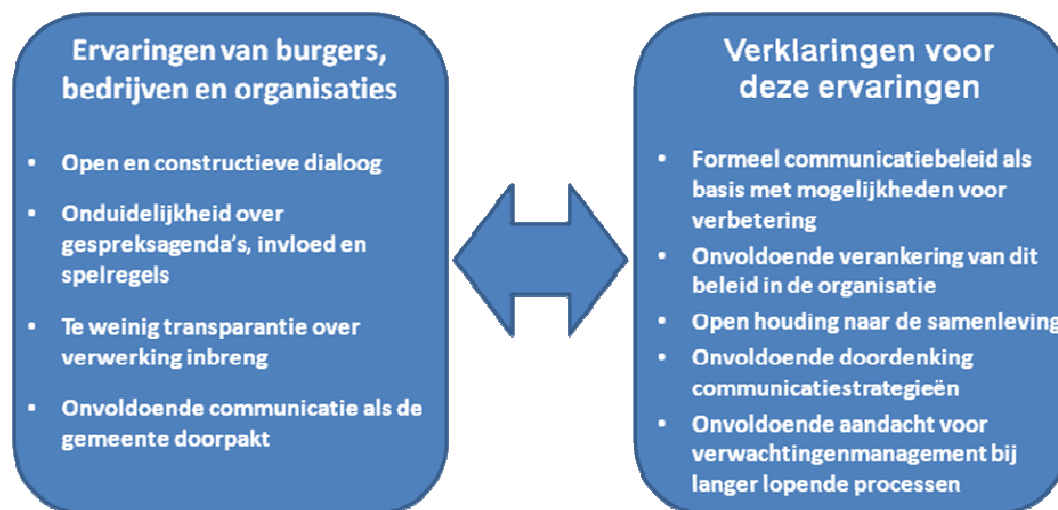 Ervaringen van burgers,
bedrijven en organisaties
• Open en constructieve dialoog
• Onduidelijkheid over
gespreksagenda's, invloed en
spelregels
• Te weinig transparantie over
verwerking inbreng
• Onvoldoende communicatie als de
gemeente doorpakt
Verklaringen voor
deze ervaringen
• Formeel communicatiebeleid als
basis met mogelijkheden voor
verbetering
• Onvoldoende verankering van dit
beleid in de organisatie
• Open houding naar de samenleving
• Onvoldoende doordenking
communicatiestrategieën
• Onvoldoende aandacht voor
verwachtingenmanagement bij
langer lopende processen